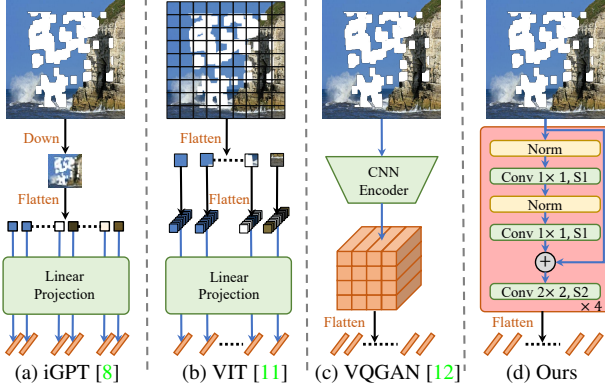 Down
Flatten
Linear
Projection
(a) iGPT [8]
Flatten
Flatten
Linear
Projection
(b) VIT [11]
CNN
Encoder
Flatten
(c) VQGAN [12]
Norm
Conv 1× 1, S1
Norm
Conv 1× 1, S1
+
Conv 2× 2, S2
× 4
Flatten
(d) Ours